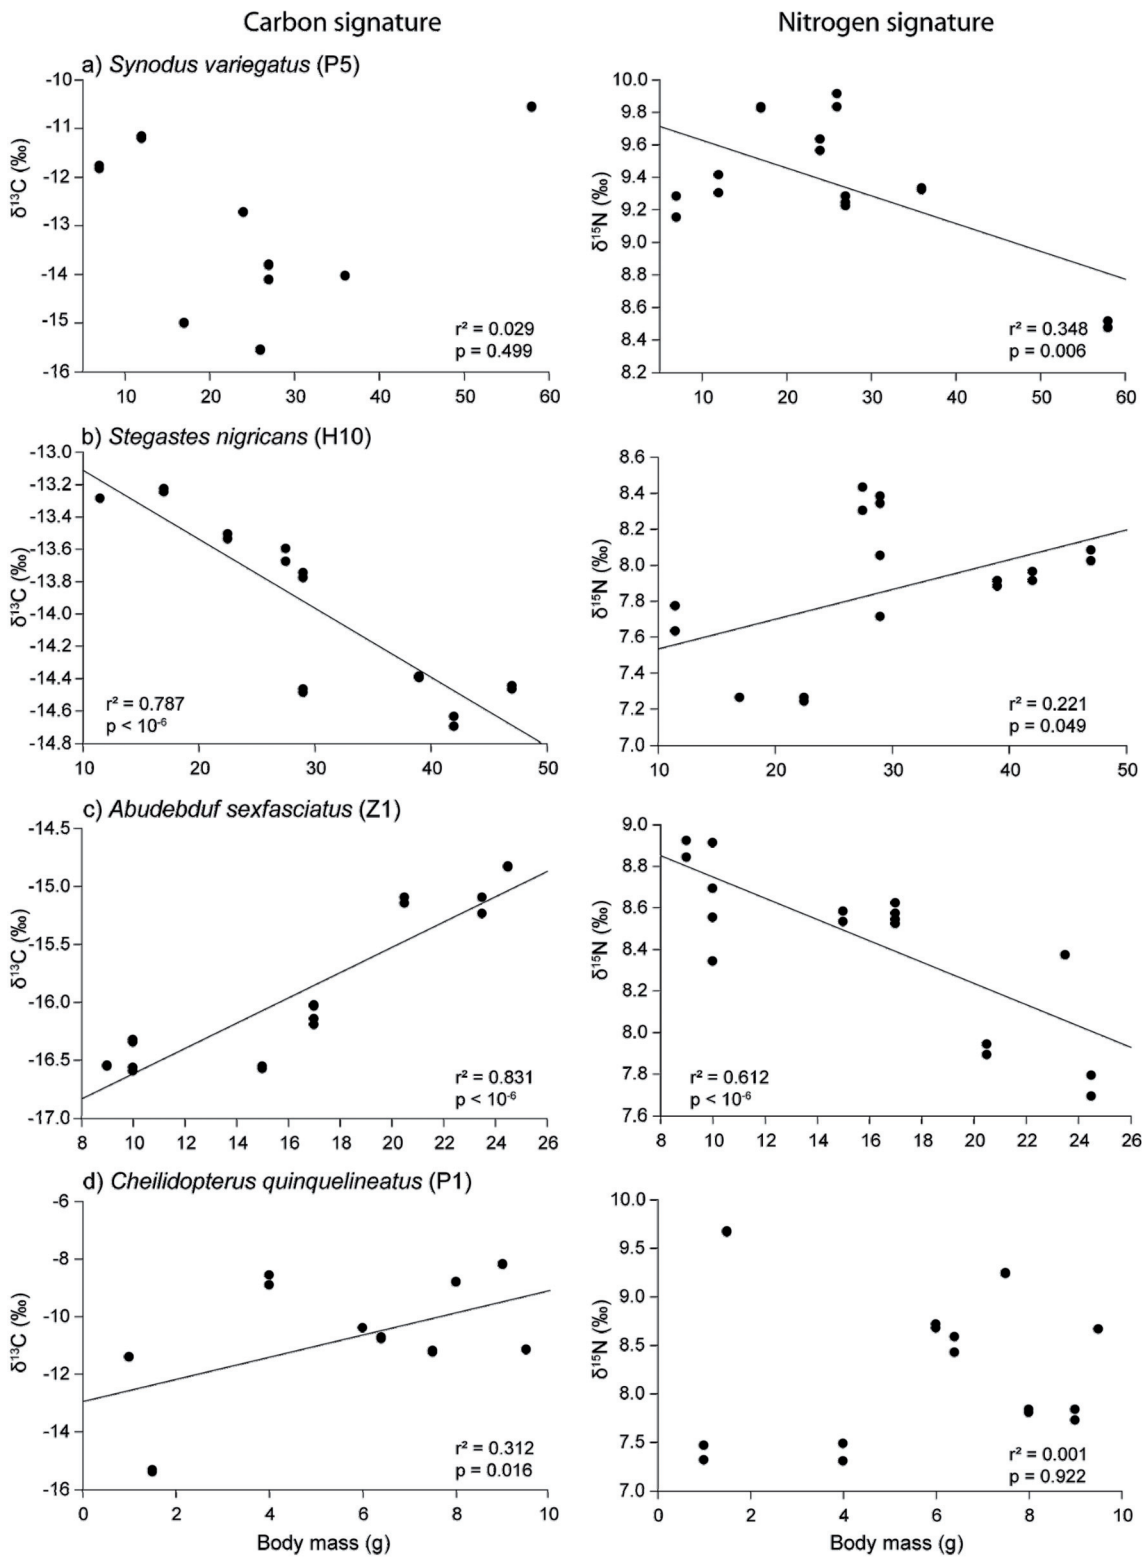 Carbon signature
Nitrogen signature
a) Synodus variegatus (P5)
-10
-11
-12
-13
-14
-15
-16
δ¹³C (‰)
r² = 0.029
p = 0.499
10 20 30 40 50 60
10.0
9.8
9.6
9.4
9.2
9.0
8.8
8.6
8.4
8.2
δ¹⁵N (‰)
r² = 0.348
p = 0.006
10 20 30 40 50 60
b) Stegastes nigricans (H10)
-13.0
-13.2
-13.4
-13.6
-13.8
-14.0
-14.2
-14.4
-14.6
-14.8
δ¹³C (‰)
r² = 0.787
p < 10⁻⁶
10 20 30 40 50
8.6
8.4
8.2
8.0
7.8
7.6
7.4
7.2
7.0
δ¹⁵N (‰)
r² = 0.221
p = 0.049
10 20 30 40 50
c) Abudebduf sexfasciatus (Z1)
-14.5
-15.0
-15.5
-16.0
-16.5
-17.0
δ¹³C (‰)
r² = 0.831
p < 10⁻⁶
8 10 12 14 16 18 20 22 24 26
9.0
8.8
8.6
8.4
8.2
8.0
7.8
7.6
δ¹⁵N (‰)
r² = 0.612
p < 10⁻⁶
8 10 12 14 16 18 20 22 24 26
d) Cheilidopterus quinquelineatus (P1)
-6
-8
-10
-12
-14
-16
δ¹³C (‰)
r² = 0.312
p = 0.016
0 2 4 6 8 10
Body mass (g)
10.0
9.5
9.0
8.5
8.0
7.5
7.0
δ¹⁵N (‰)
r² = 0.001
p = 0.922
0 2 4 6 8 10
Body mass (g)